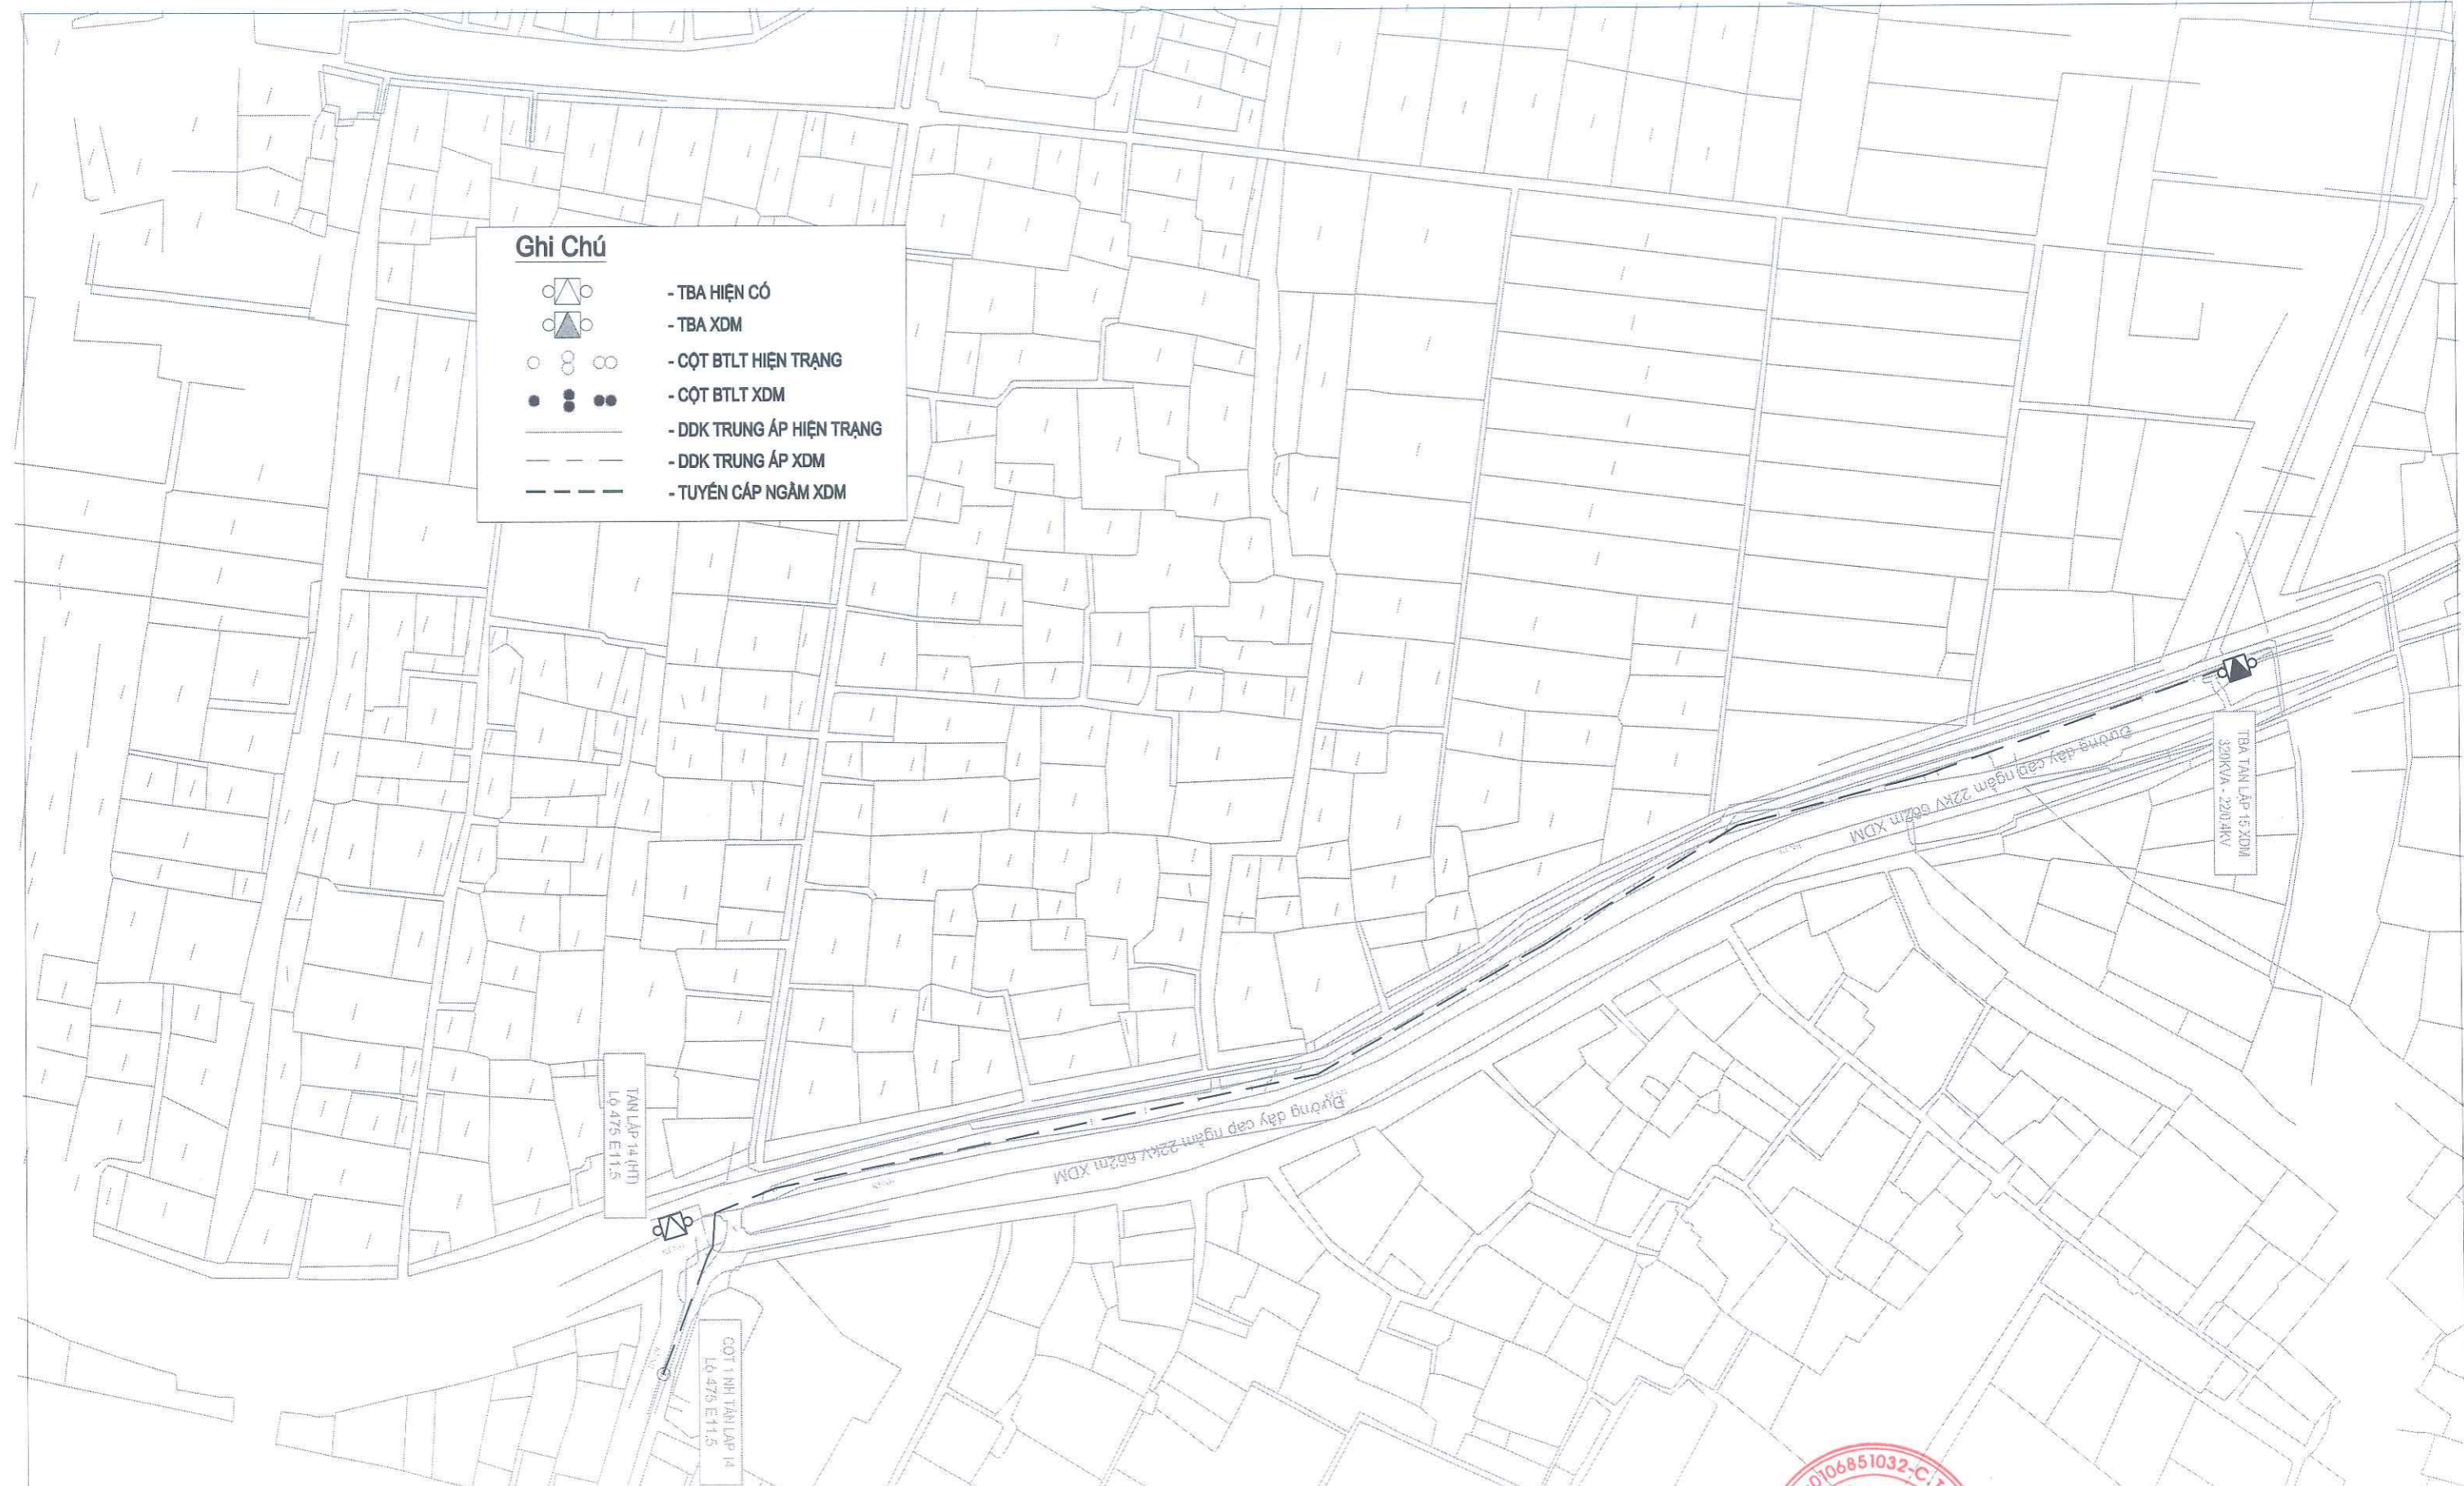 Ghi Chú
- TBA HIỆN CÓ
- TBA XDM
- CỘT BTLT HIỆN TRẠNG
- CỘT BTLT XDM
- DDK TRUNG ÁP HIỆN TRẠNG
- DDK TRUNG ÁP XDM
- TUYẾN CÁP NGẦM XDM
TBA TÂN LẬP 15 XDM
320KVA - 22/0.4KV
Đường dây cáp ngầm 22kV 662m XDM
Đường dây cáp ngầm 22kV 662m XDM
TÂN LẬP 14 (HT)
LỘ 475 E11.5
CỘT 1 NH TÂN LẬP 14
LỘ 475 E11.5
0106851032-C